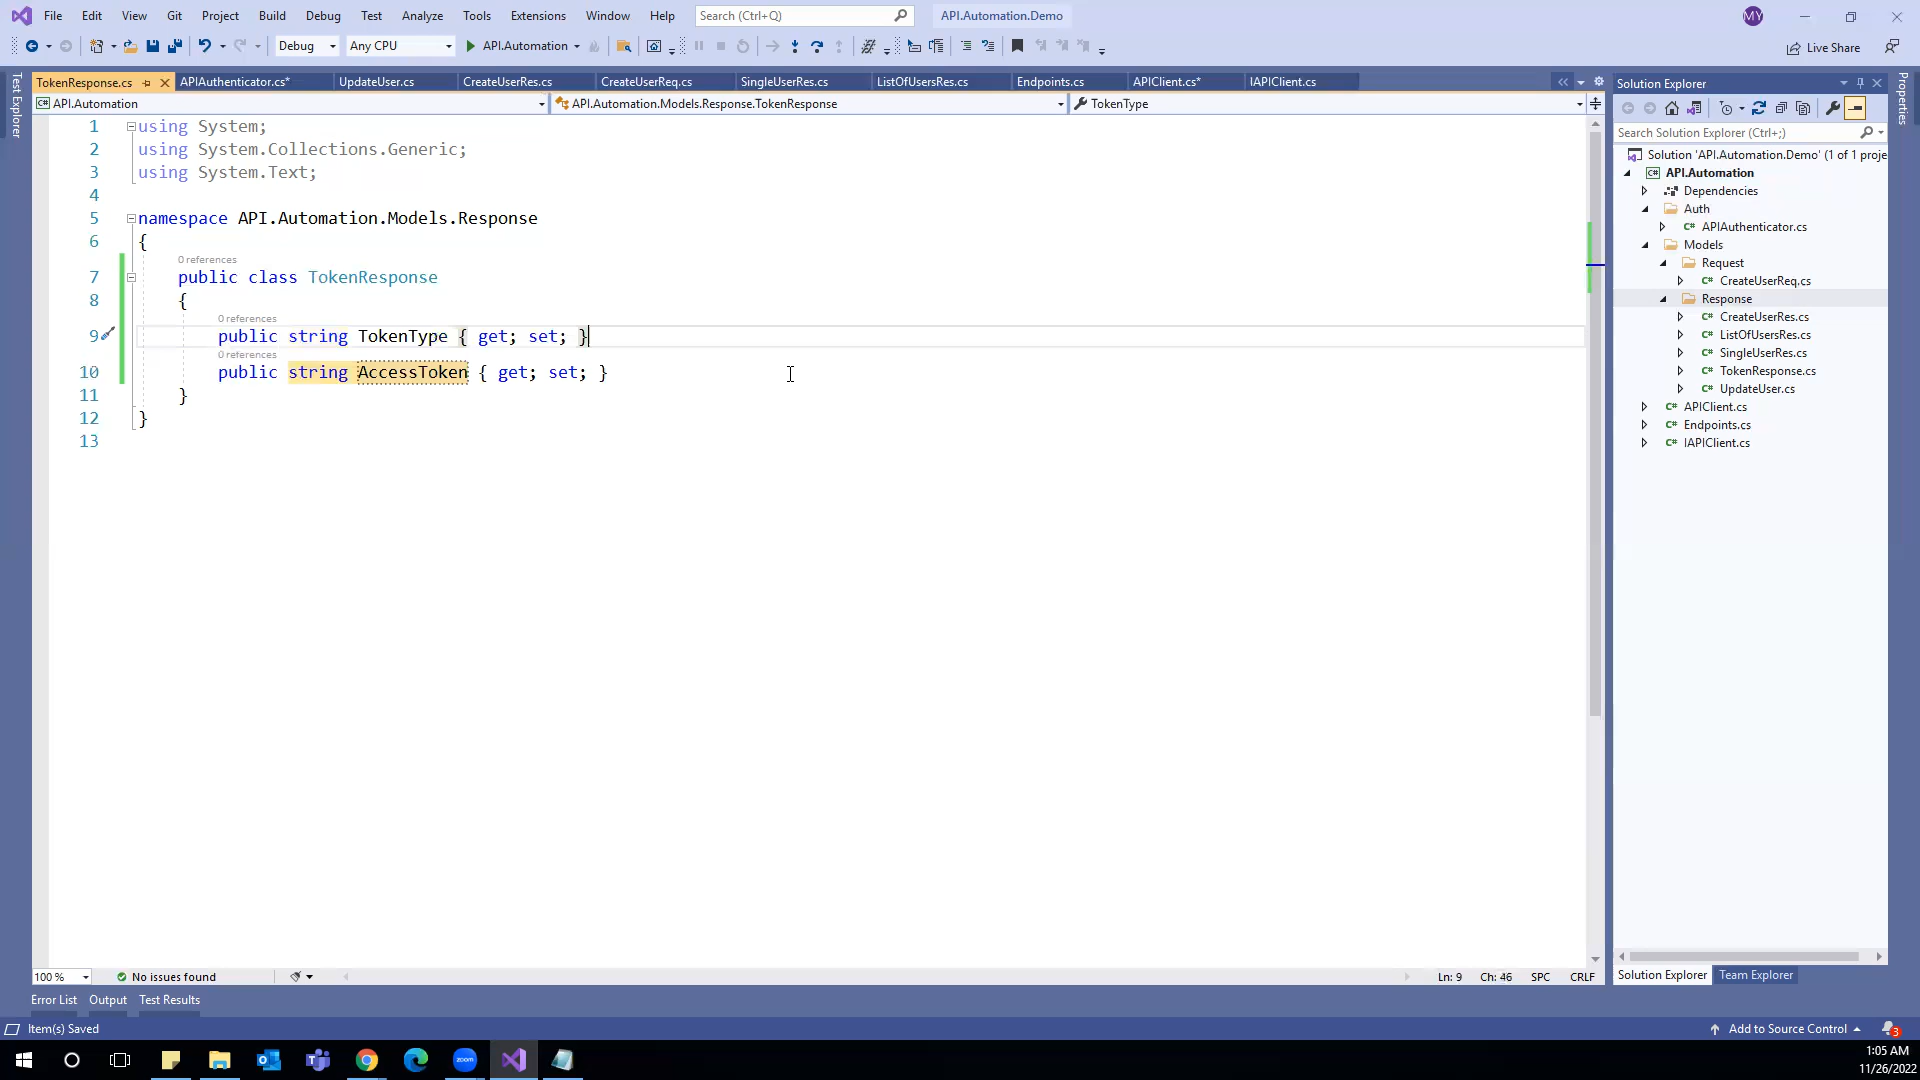 File Edit View Git Project Build Debug Test Analyze Tools Extensions Window Help Search (Ctrl+Q) API.Automation.Demo MY
Debug Any CPU API.Automation Live Share
TokenResponse.cs APIAuthenticator.cs* UpdateUser.cs CreateUserRes.cs CreateUserReq.cs SingleUserRes.cs ListOfUsersRes.cs Endpoints.cs APIClient.cs* IAPIClient.cs
API.Automation API.Automation.Models.Response.TokenResponse TokenType
Test Explorer
1 using System;
2 using System.Collections.Generic;
3 using System.Text;
4
5 namespace API.Automation.Models.Response
6 {
0 references
7 public class TokenResponse
8 {
0 references
9 public string TokenType { get; set; }
0 references
10 public string AccessToken { get; set; }
11 }
12 }
13
100 % No issues found Ln: 9 Ch: 46 SPC CRLF
Solution Explorer
Search Solution Explorer (Ctrl+;)
Solution 'API.Automation.Demo' (1 of 1 proje
API.Automation
Dependencies
Auth
APIAuthenticator.cs
Models
Request
CreateUserReq.cs
Response
CreateUserRes.cs
ListOfUsersRes.cs
SingleUserRes.cs
TokenResponse.cs
UpdateUser.cs
APIClient.cs
Endpoints.cs
IAPIClient.cs
Solution Explorer Team Explorer
Properties
Error List Output Test Results
Item(s) Saved Add to Source Control 3
zoom
1:05 AM
11/26/2022